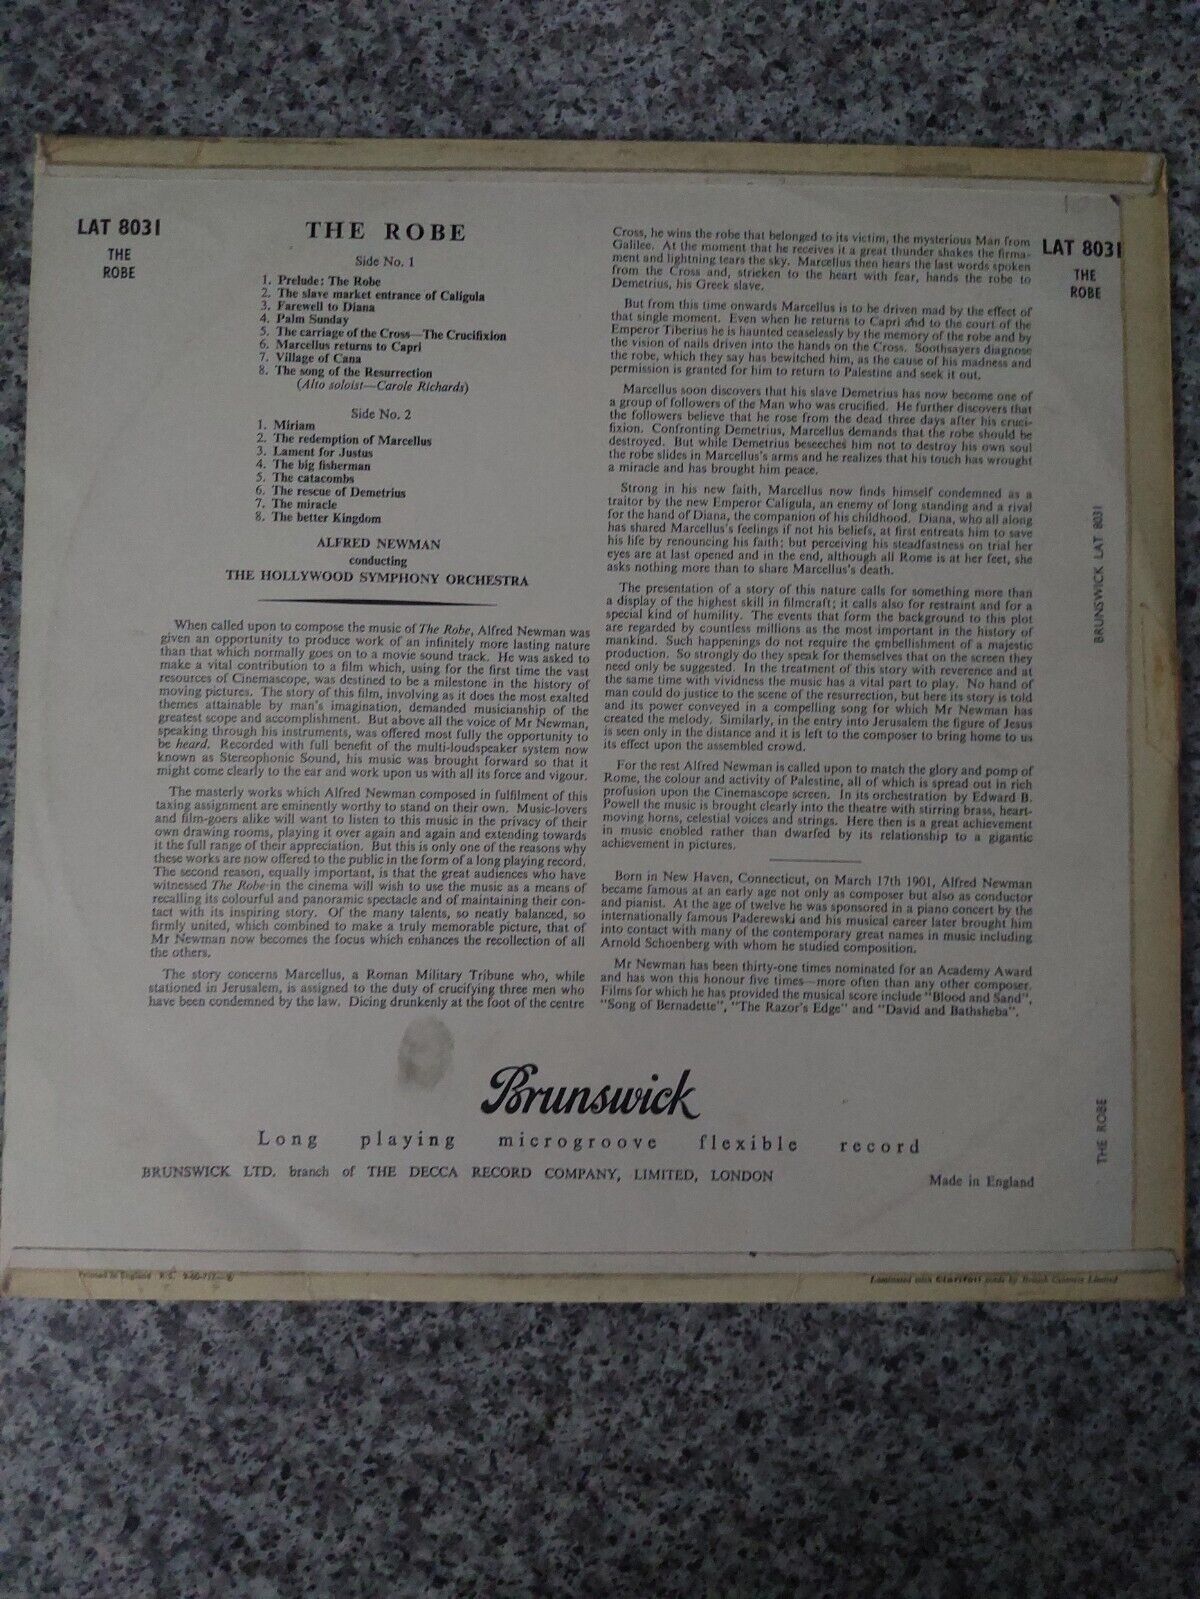 LAT 8031
THE
ROBE
THE ROBE
Side No. 1
1. Prelude: The Robe
2. The slave market entrance of Caligula
3. Farewell to Diana
4. Palm Sunday
5. The carriage of the Cross—The Crucifixion
6. Marcellus returns to Capri
7. Village of Cana
8. The song of the Resurrection
(Alto soloist—Carole Richards)
Side No. 2
1. Miriam
2. The redemption of Marcellus
3. Lament for Justus
4. The big fisherman
5. The catacombs
6. The rescue of Demetrius
7. The miracle
8. The better Kingdom
ALFRED NEWMAN
conducting
THE HOLLYWOOD SYMPHONY ORCHESTRA
When called upon to compose the music of The Robe, Alfred Newman was
given an opportunity to produce work of an infinitely more lasting nature
than that which normally goes on to a movie sound track. He was asked to
make a vital contribution to a film which, using for the first time the vast
resources of Cinemascope, was destined to be a milestone in the history of
moving pictures. The story of this film, involving as it does the most exalted
themes attainable by man's imagination, demanded musicianship of the
greatest scope and accomplishment. But above all the voice of Mr Newman,
speaking through his instruments, was offered most fully the opportunity to
be heard. Recorded with full benefit of the multi-loudspeaker system now
known as Stereophonic Sound, his music was brought forward so that it
might come clearly to the ear and work upon us with all its force and vigour.
The masterly works which Alfred Newman composed in fulfilment of this
taxing assignment are eminently worthy to stand on their own. Music-lovers
and film-goers alike will want to listen to this music in the privacy of their
own drawing rooms, playing it over again and again and extending towards
it the full range of their appreciation. But this is only one of the reasons why
these works are now offered to the public in the form of a long playing record.
The second reason, equally important, is that the great audiences who have
witnessed The Robe in the cinema will wish to use the music as a means of
recalling its colourful and panoramic spectacle and of maintaining their con-
tact with its inspiring story. Of the many talents, so neatly balanced, so
firmly united, which combined to make a truly memorable picture, that of
Mr Newman now becomes the focus which enhances the recollection of all
the others.
The story concerns Marcellus, a Roman Military Tribune who, while
stationed in Jerusalem, is assigned to the duty of crucifying three men who
have been condemned by the law. Dicing drunkenly at the foot of the centre
Cross, he wins the robe that belonged to its victim, the mysterious Man from
Galilee. At the moment that he receives it a great thunder shakes the firma-
ment and lightning tears the sky. Marcellus then hears the last words spoken
from the Cross and, stricken to the heart with fear, hands the robe to
Demetrius, his Greek slave.
But from this time onwards Marcellus is to be driven mad by the effect of
that single moment. Even when he returns to Capri and to the court of the
Emperor Tiberius he is haunted ceaselessly by the memory of the robe and by
the vision of nails driven into the hands on the Cross. Soothsayers diagnose
the robe, which they say has bewitched him, as the cause of his madness and
permission is granted for him to return to Palestine and seek it out.
Marcellus soon discovers that his slave Demetrius has now become one of
a group of followers of the Man who was crucified. He further discovers that
the followers believe that he rose from the dead three days after his cruci-
fixion. Confronting Demetrius, Marcellus demands that the robe should be
destroyed. But while Demetrius beseeches him not to destroy his own soul
the robe slides in Marcellus's arms and he realizes that his touch has wrought
a miracle and has brought him peace.
Strong in his new faith, Marcellus now finds himself condemned as a
traitor by the new Emperor Caligula, an enemy of long standing and a rival
for the hand of Diana, the companion of his childhood. Diana, who all along
has shared Marcellus's feelings if not his beliefs, at first entreats him to save
his life by renouncing his faith; but perceiving his steadfastness on trial her
eyes are at last opened and in the end, although all Rome is at her feet, she
asks nothing more than to share Marcellus's death.
The presentation of a story of this nature calls for something more than
a display of the highest skill in filmcraft; it calls also for restraint and for a
special kind of humility. The events that form the background to this plot
are regarded by countless millions as the most important in the history of
mankind. Such happenings do not require the embellishment of a majestic
production. So strongly do they speak for themselves that on the screen they
need only be suggested. In the treatment of this story with reverence and at
the same time with vividness the music has a vital part to play. No hand of
man could do justice to the scene of the resurrection, but here its story is told
and its power conveyed in a compelling song for which Mr Newman has
created the melody. Similarly, in the entry into Jerusalem the figure of Jesus
is seen only in the distance and it is left to the composer to bring home to us
its effect upon the assembled crowd.
For the rest Alfred Newman is called upon to match the glory and pomp of
Rome, the colour and activity of Palestine, all of which is spread out in rich
profusion upon the Cinemascope screen. In its orchestration by Edward B.
Powell the music is brought clearly into the theatre with stirring brass, heart-
moving horns, celestial voices and strings. Here then is a great achievement
in music enobled rather than dwarfed by its relationship to a gigantic
achievement in pictures.
Born in New Haven, Connecticut, on March 17th 1901, Alfred Newman
became famous at an early age not only as composer but also as conductor
and pianist. At the age of twelve he was sponsored in a piano concert by the
internationally famous Paderewski and his musical career later brought him
into contact with many of the contemporary great names in music including
Arnold Schoenberg with whom he studied composition.
Mr Newman has been thirty-one times nominated for an Academy Award
and has won this honour five times—more often than any other composer.
Films for which he has provided the musical score include "Blood and Sand",
"Song of Bernadette", "The Razor's Edge" and "David and Bathsheba".
LAT 8031
THE
ROBE
BRUNSWICK LAT 8031
THE ROBE
Brunswick
Long playing microgroove flexible record
BRUNSWICK LTD. branch of THE DECCA RECORD COMPANY, LIMITED, LONDON
Made in England
Printed in England
Laminated with Clarifoil made by British Celanese Limited